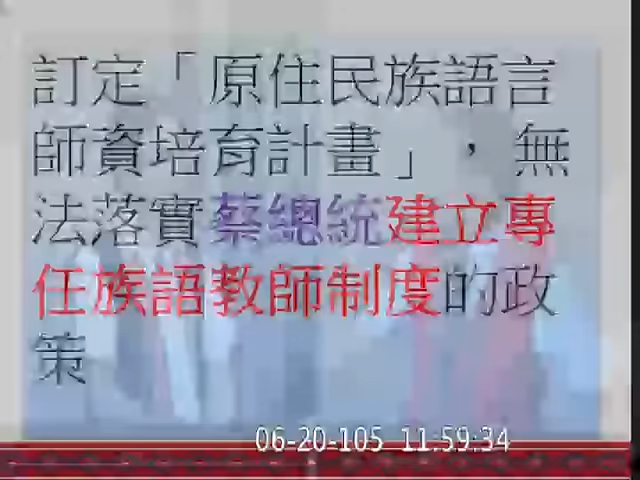 訂定「原住民族語言
師資培育計畫」，無
法落實蔡總統建立專
任族語教師制度的政
策
06-20-105 11:59:34